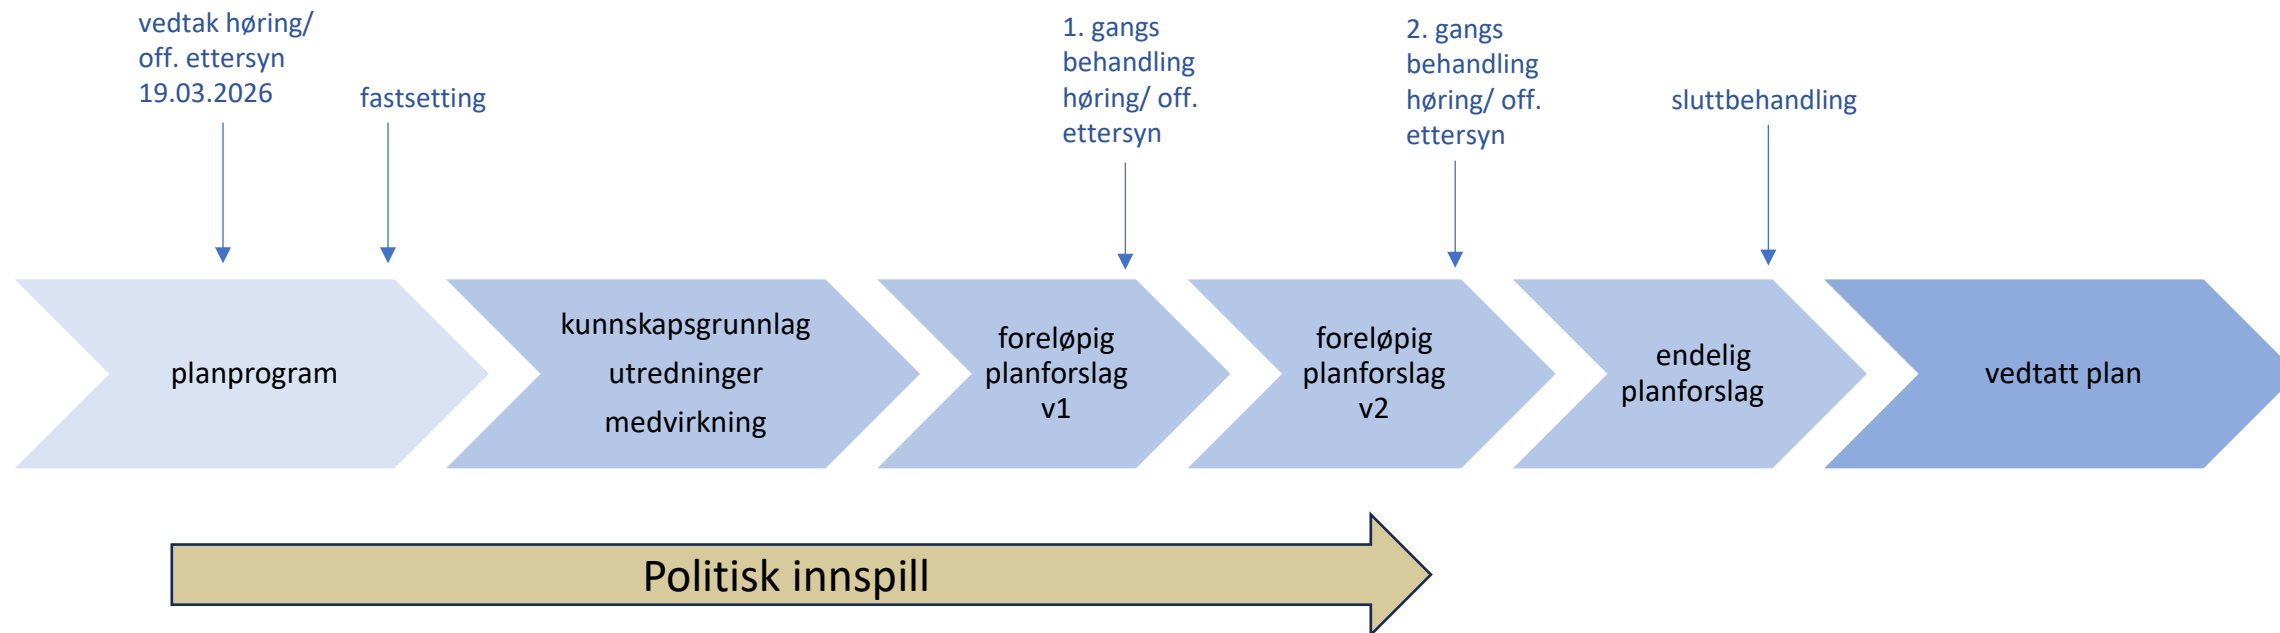 vedtak høring/
off. ettersyn
19.03.2026
fastsetting
1. gangs
behandling
høring/ off.
ettersyn
2. gangs
behandling
høring/ off.
ettersyn
sluttbehandling
planprogram
kunnskapsgrunnlag
utredninger
medvirkning
foreløpig
planforslag
v1
foreløpig
planforslag
v2
endelig
planforslag
vedtatt plan
Politisk innspill